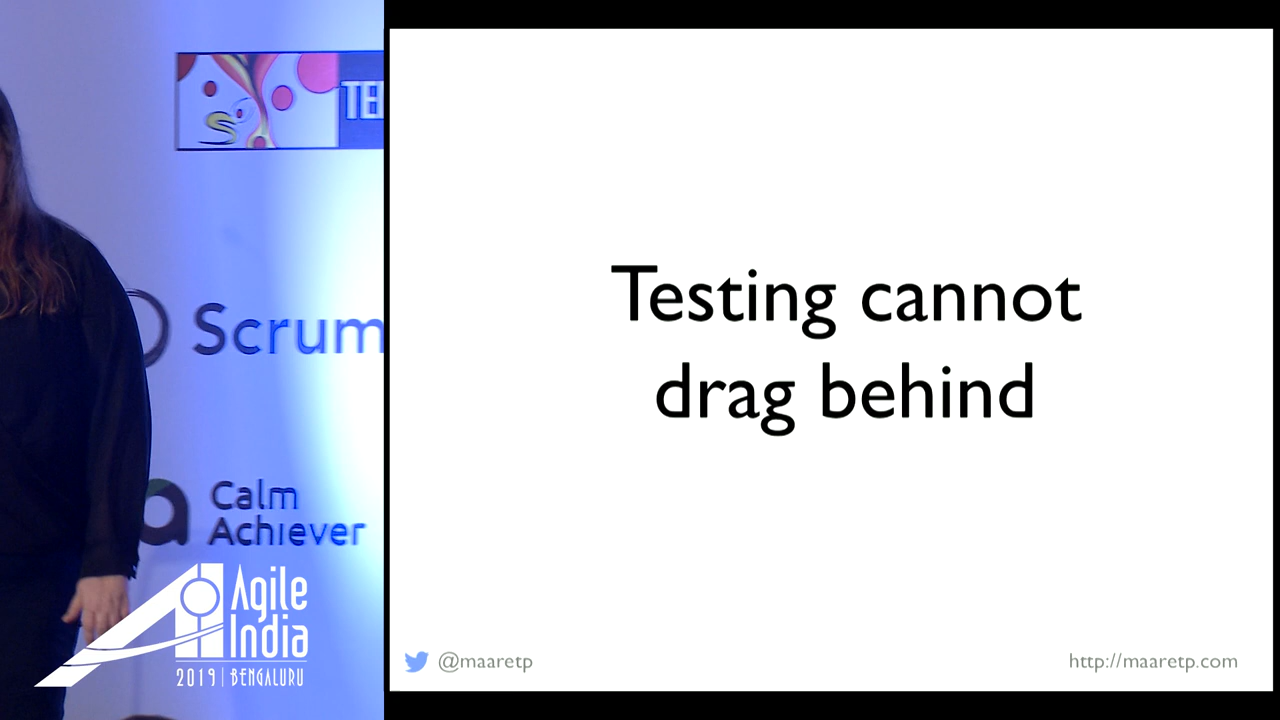 Scrum
Calm
Achiever
Agile
India
2019 | BENGALURU
Testing cannot
drag behind
@maaretp
http://maaretp.com